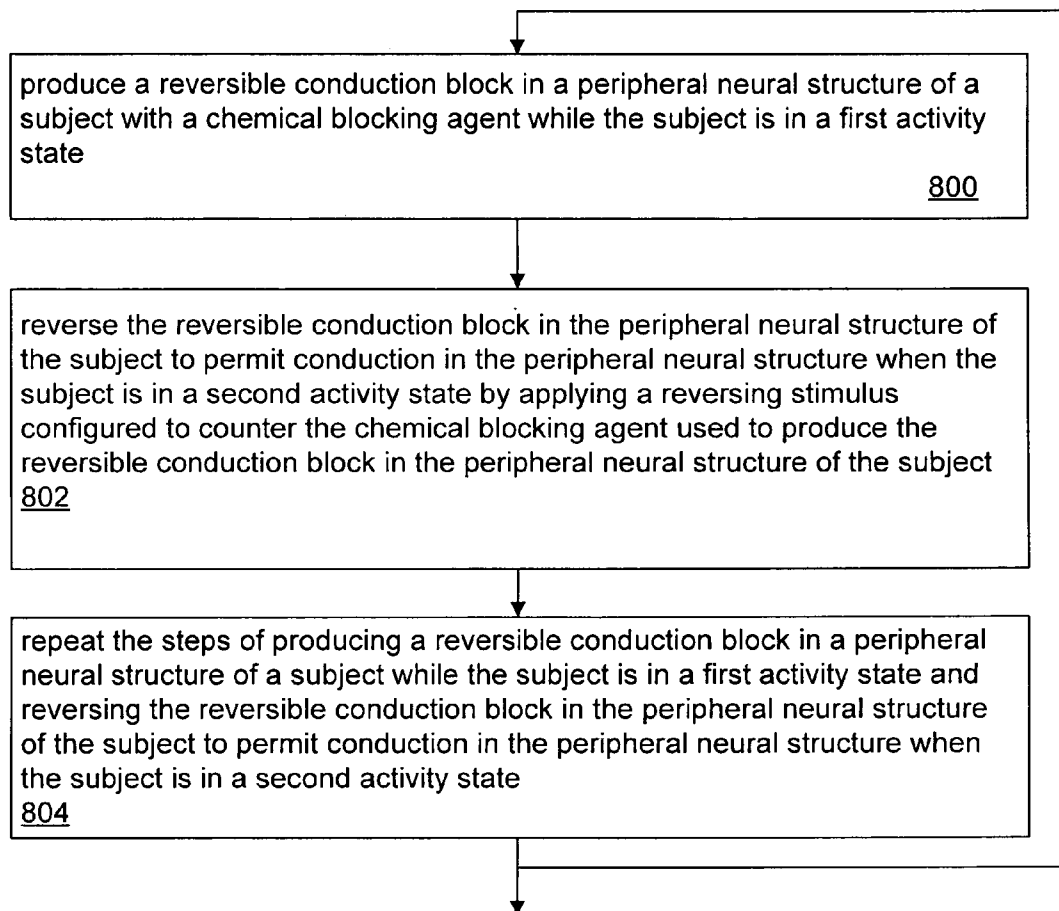 produce a reversible conduction block in a peripheral neural structure of a
subject with a chemical blocking agent while the subject is in a first activity
state
800
reverse the reversible conduction block in the peripheral neural structure of
the subject to permit conduction in the peripheral neural structure when the
subject is in a second activity state by applying a reversing stimulus
configured to counter the chemical blocking agent used to produce the
reversible conduction block in the peripheral neural structure of the subject
802
repeat the steps of producing a reversible conduction block in a peripheral
neural structure of a subject while the subject is in a first activity state and
reversing the reversible conduction block in the peripheral neural structure
of the subject to permit conduction in the peripheral neural structure when
the subject is in a second activity state
804